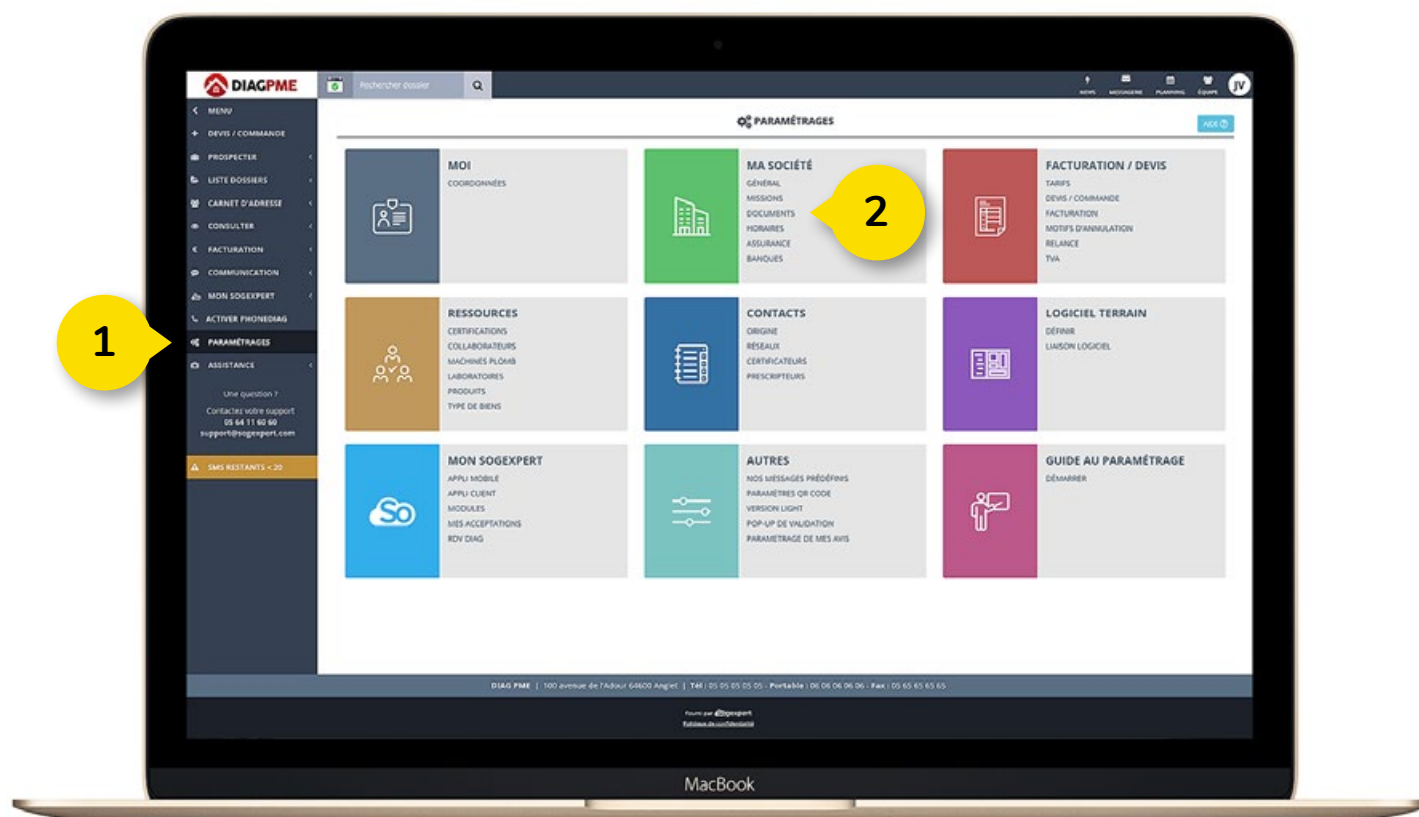 DIAGPME
Rechercher dossier
NEWS
MESSAGERIE
PLANNING
ÉQUIPE
JV
MENU
DEVIS / COMMANDE
PROSPECTER
LISTE DOSSIERS
CARNET D'ADRESSE
CONSULTER
FACTURATION
COMMUNICATION
MON SOGEXPERT
ACTIVER PHONEDIAG
1
PARAMÉTRAGES
ASSISTANCE
Une question ?
Contactez votre support
05 64 11 60 60
support@sogexpert.com
SMS RESTANTS < 20
PARAMÉTRAGES
AIDE
MOI
COORDONNÉES
MA SOCIÉTÉ
GÉNÉRAL
MISSIONS
DOCUMENTS
2
HORAIRES
ASSURANCE
BANQUES
FACTURATION / DEVIS
TARIFS
DEVIS / COMMANDE
FACTURATION
MOTIFS D'ANNULATION
RELANCE
TVA
RESSOURCES
CERTIFICATIONS
COLLABORATEURS
MACHINES PLOMB
LABORATOIRES
PRODUITS
TYPE DE BIENS
CONTACTS
ORIGINE
RÉSEAUX
CERTIFICATEURS
PRESCRIPTEURS
LOGICIEL TERRAIN
DÉFINIR
LIAISON LOGICIEL
So
MON SOGEXPERT
APPLI MOBILE
APPLI CLIENT
MODULES
MES ACCEPTATIONS
RDV DIAG
AUTRES
NOS MESSAGES PRÉDÉFINIS
PARAMÈTRES QR CODE
VERSION LIGHT
POP-UP DE VALIDATION
PARAMETRAGE DE MES AVIS
GUIDE AU PARAMÉTRAGE
DÉMARRER
DIAG PME | 100 avenue de l'Adour 64600 Anglet | Tél : 05 05 05 05 05 - Portable : 06 06 06 06 06 - Fax : 05 65 65 65 65
Fourni par Sogexpert
Politique de confidentialité
MacBook